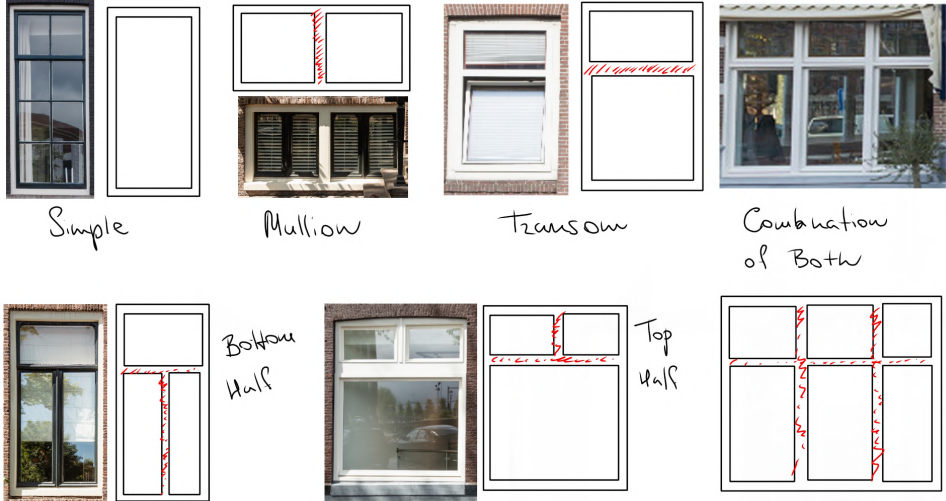 Simple
Mullion
Transom
Combination
of Both
Bottom
Half
Top
Half